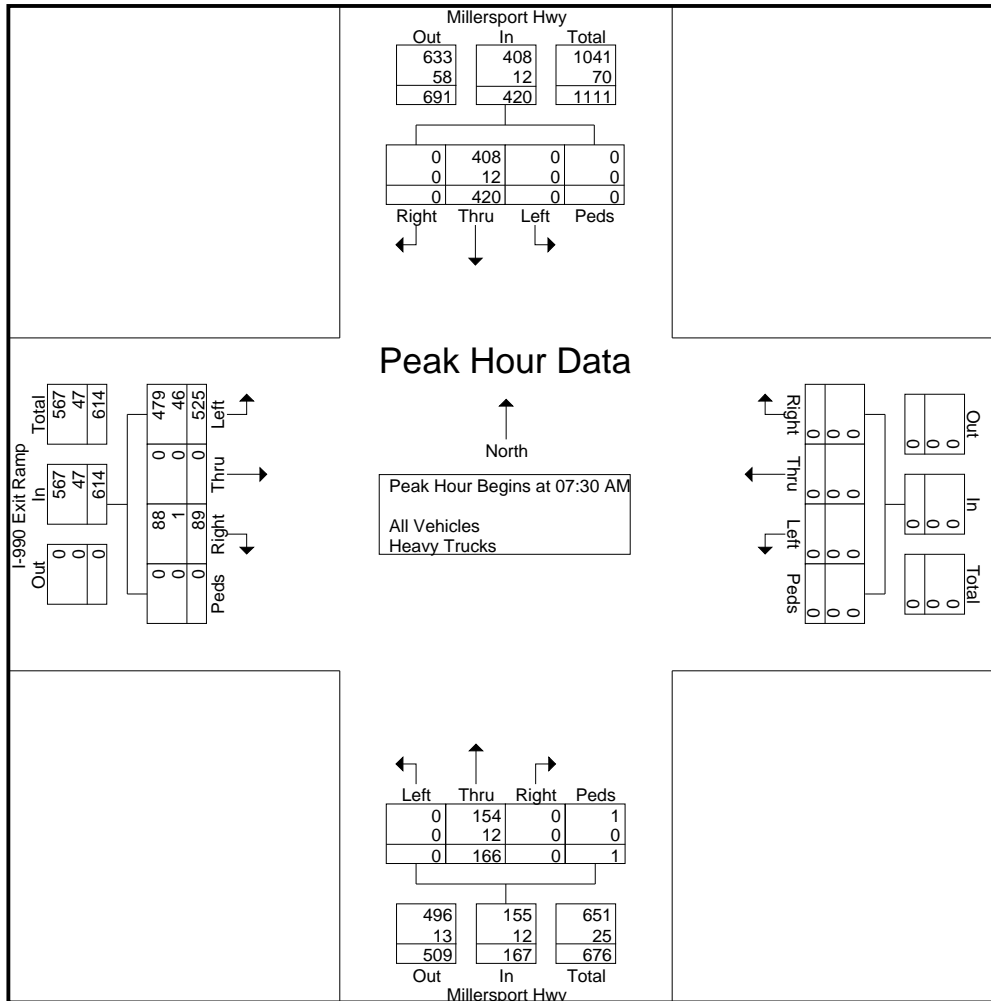 Millersport Hwy
Out In Total
633 408 1041
58 12 70
691 420 1111
0 408 0 0
0 12 0 0
0 420 0 0
Right Thru Left Peds
Peak Hour Data
North
Peak Hour Begins at 07:30 AM
All Vehicles
Heavy Trucks
I-990 Exit Ramp
Out In Total
0 567 567
0 47 47
0 614 614
Peds Right Thru Left
0 88 0 479
0 1 0 46
0 89 0 525
Out In Total
0 0 0
0 0 0
0 0 0
Right Thru Left Peds
0 0 0 0
0 0 0 0
0 0 0 0
Left Thru Right Peds
0 154 0 1
0 12 0 0
0 166 0 1
496 155 651
13 12 25
509 167 676
Out In Total
Millersport Hwy